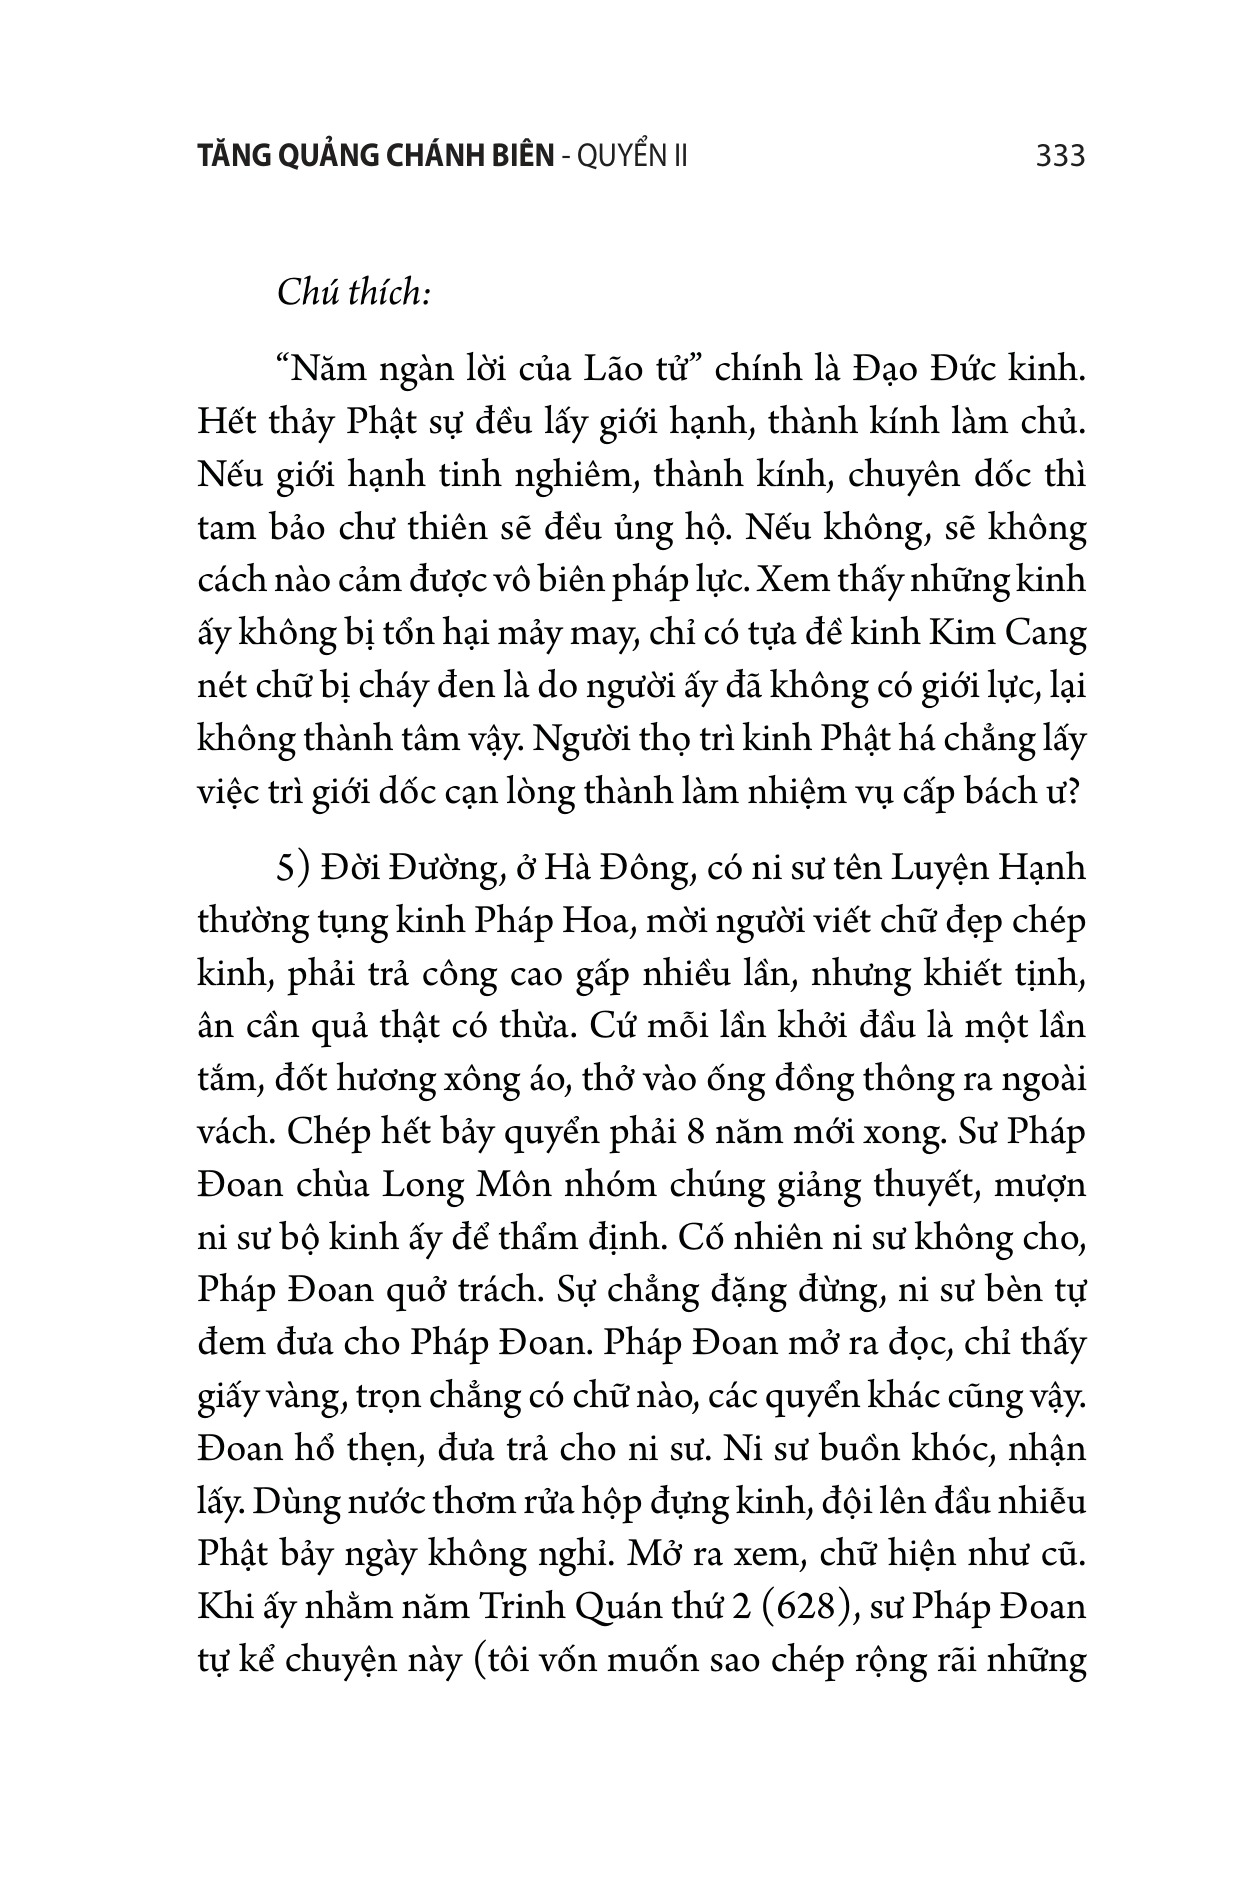 TĂNG QUẢNG CHÁNH BIÊN - QUYỂN II 333
Chú thích:
“Năm ngàn lời của Lão tử” chính là Đạo Đức kinh.
Hết thảy Phật sự đều lấy giới hạnh, thành kính làm chủ.
Nếu giới hạnh tinh nghiêm, thành kính, chuyên dốc thì
tam bảo chư thiên sẽ đều ủng hộ. Nếu không, sẽ không
cách nào cảm được vô biên pháp lực. Xem thấy những kinh
ấy không bị tổn hại mảy may, chỉ có tựa đề kinh Kim Cang
nét chữ bị cháy đen là do người ấy đã không có giới lực, lại
không thành tâm vậy. Người thọ trì kinh Phật há chẳng lấy
việc trì giới dốc cạn lòng thành làm nhiệm vụ cấp bách ư?
5) Đời Đường, ở Hà Đông, có ni sư tên Luyện Hạnh
thường tụng kinh Pháp Hoa, mời người viết chữ đẹp chép
kinh, phải trả công cao gấp nhiều lần, nhưng khiết tịnh,
ân cần quả thật có thừa. Cứ mỗi lần khởi đầu là một lần
tắm, đốt hương xông áo, thở vào ống đồng thông ra ngoài
vách. Chép hết bảy quyển phải 8 năm mới xong. Sư Pháp
Đoan chùa Long Môn nhóm chúng giảng thuyết, mượn
ni sư bộ kinh ấy để thẩm định. Cố nhiên ni sư không cho,
Pháp Đoan quở trách. Sự chẳng đặng đừng, ni sư bèn tự
đem đưa cho Pháp Đoan. Pháp Đoan mở ra đọc, chỉ thấy
giấy vàng, trọn chẳng có chữ nào, các quyển khác cũng vậy.
Đoan hổ thẹn, đưa trả cho ni sư. Ni sư buồn khóc, nhận
lấy. Dùng nước thơm rửa hộp đựng kinh, đội lên đầu nhiễu
Phật bảy ngày không nghỉ. Mở ra xem, chữ hiện như cũ.
Khi ấy nhằm năm Trinh Quán thứ 2 (628), sư Pháp Đoan
tự kể chuyện này (tôi vốn muốn sao chép rộng rãi những